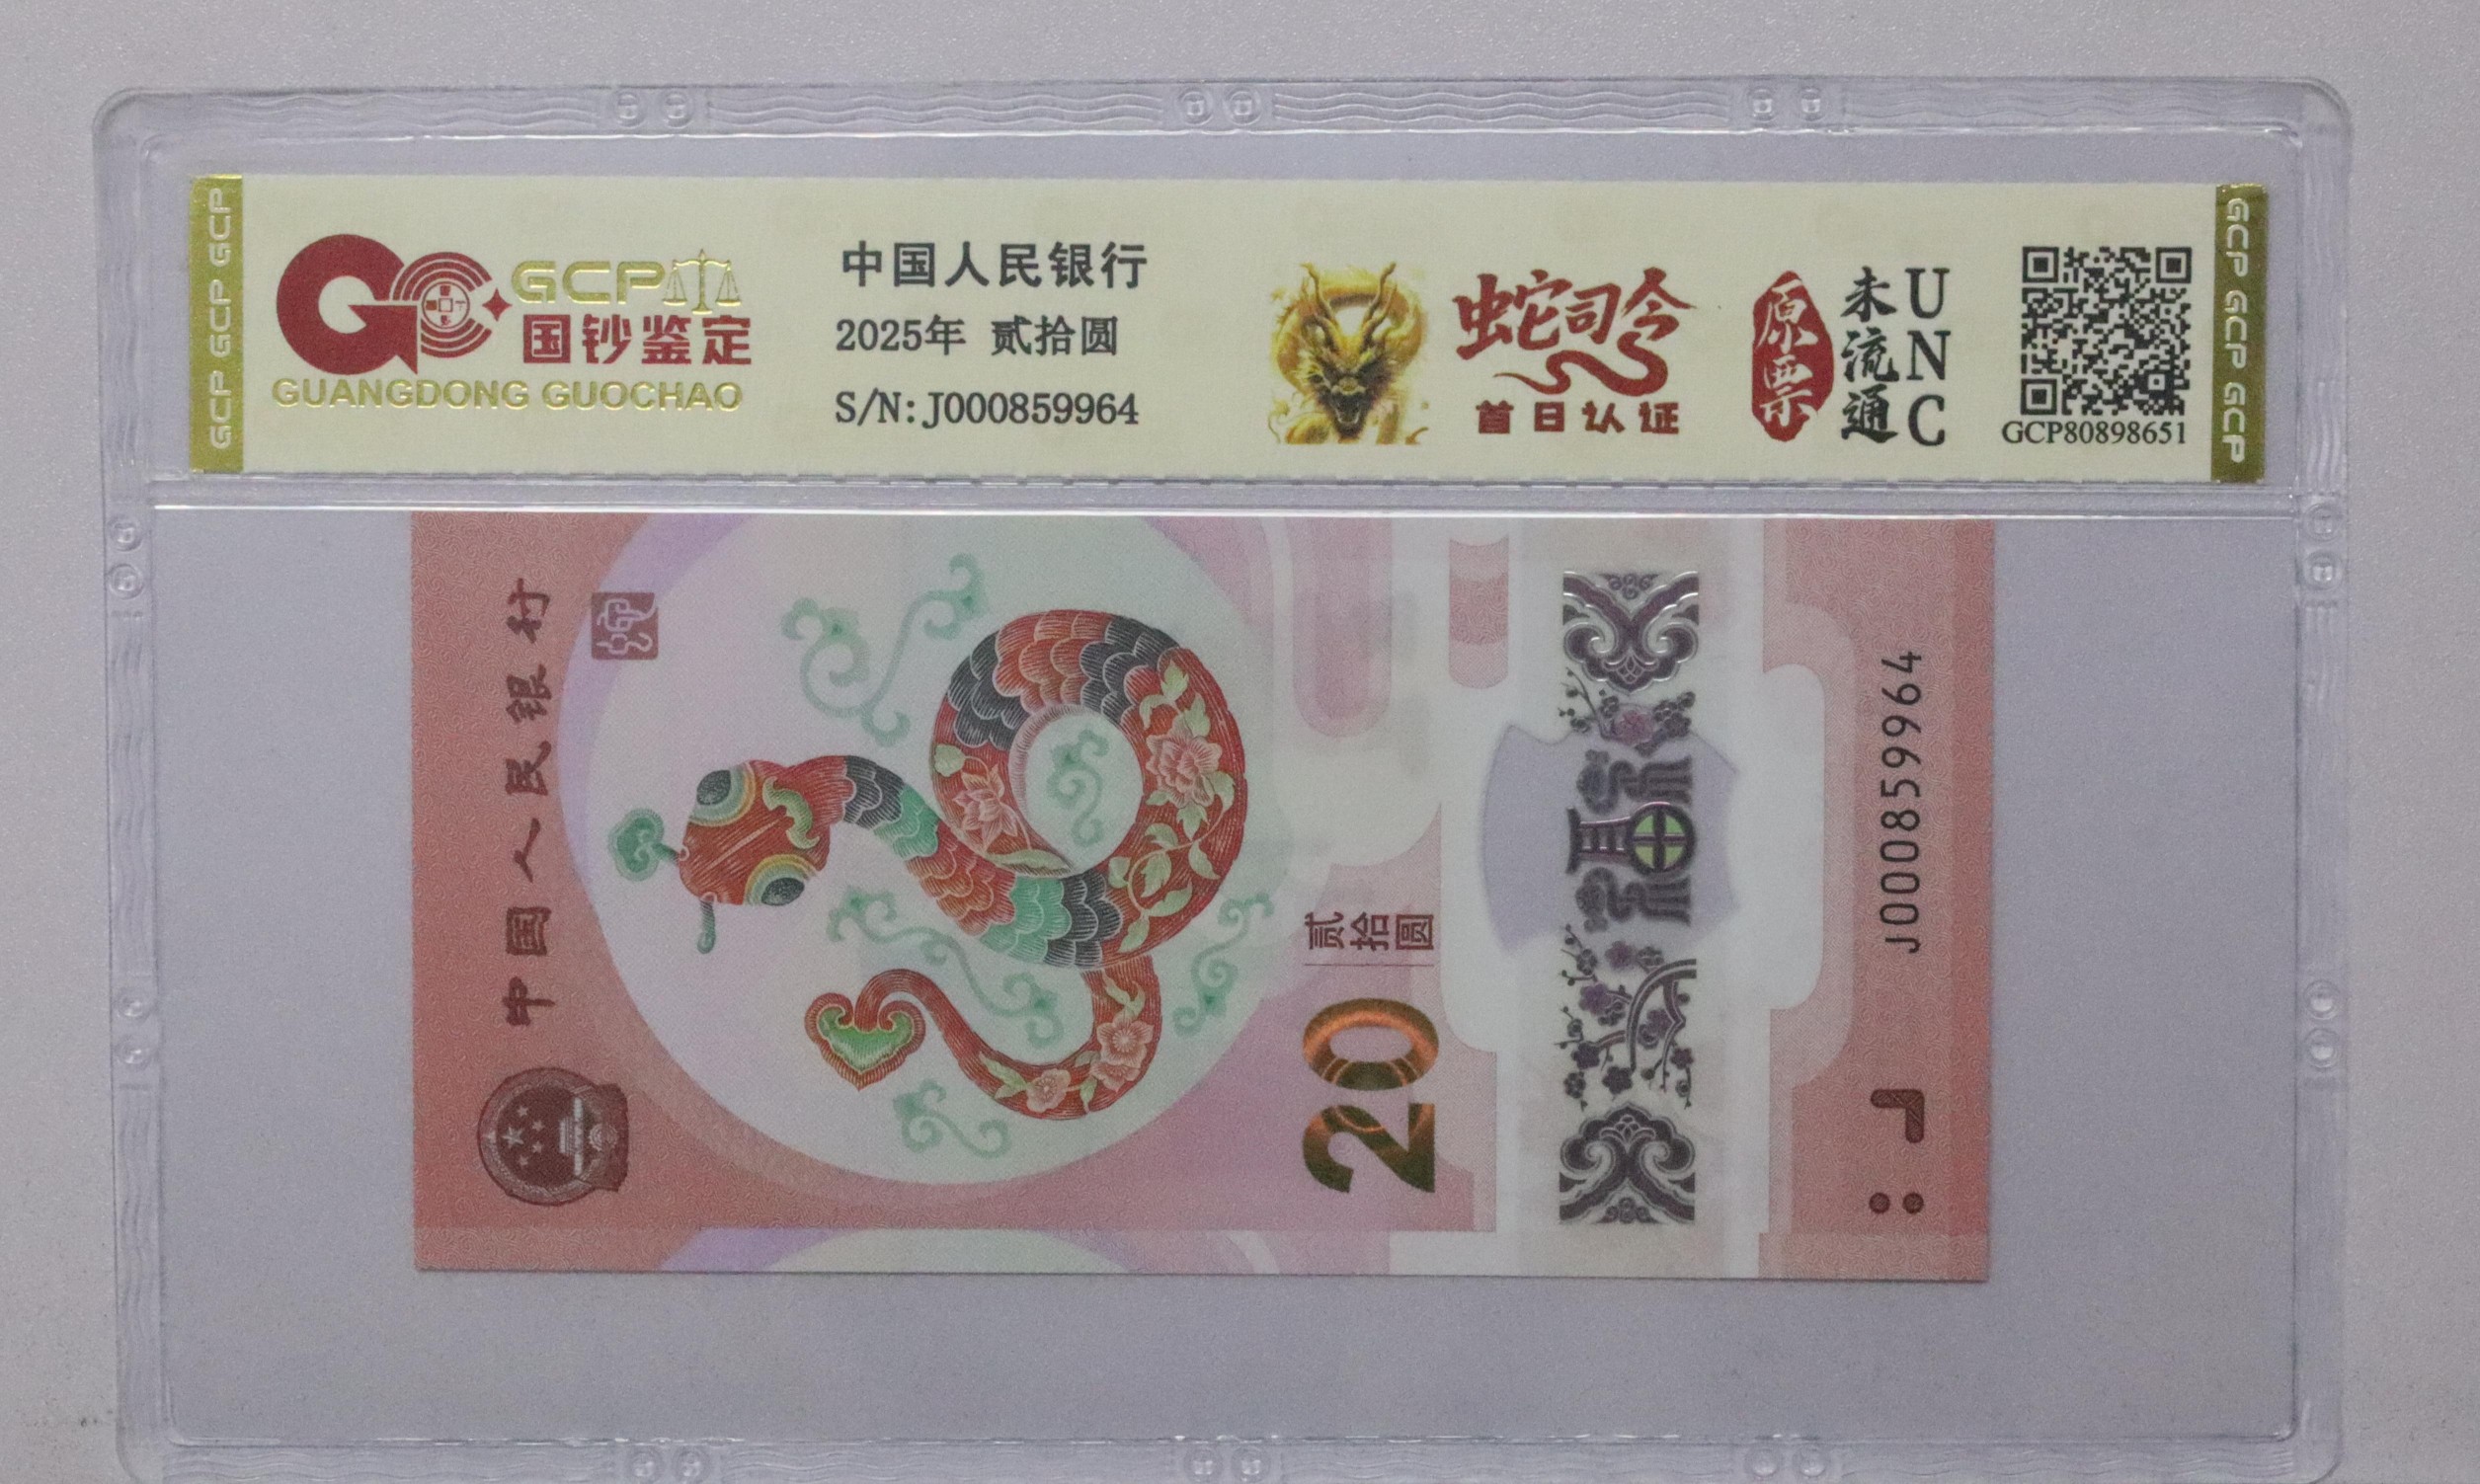 GCP GCP GCP
GCP
国钞鉴定
GUANGDONG GUOCHAO
中国人民银行
2025年 贰拾圆
S/N: J000859964
蛇司令
首日认证
原票
未流通
UNC
GCP80898651
GCP GCP GCP
中国人民银行
蛇
贰拾圆
20
福
J000859964